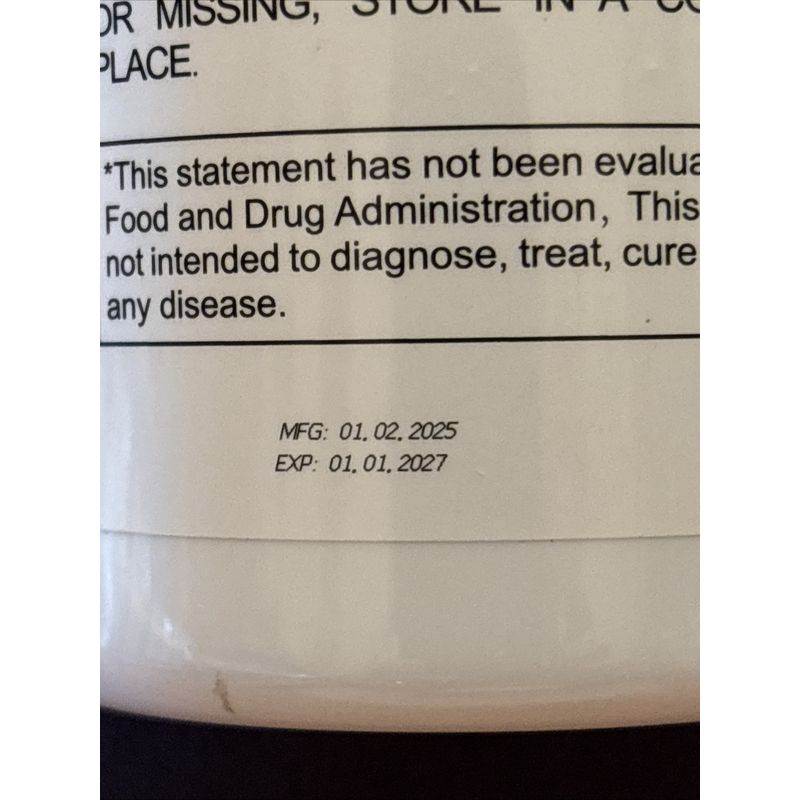 OR MISSING, STORE IN A CO
PLACE.
*This statement has not been evalua
Food and Drug Administration, This
not intended to diagnose, treat, cure
any disease.
MFG: 01. 02. 2025
EXP: 01. 01. 2027